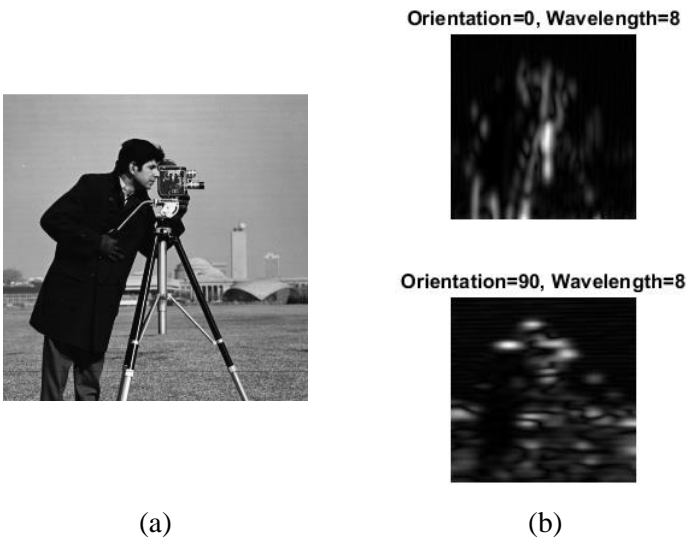 Orientation=0, Wavelength=8
Orientation=90, Wavelength=8
(a)
(b)